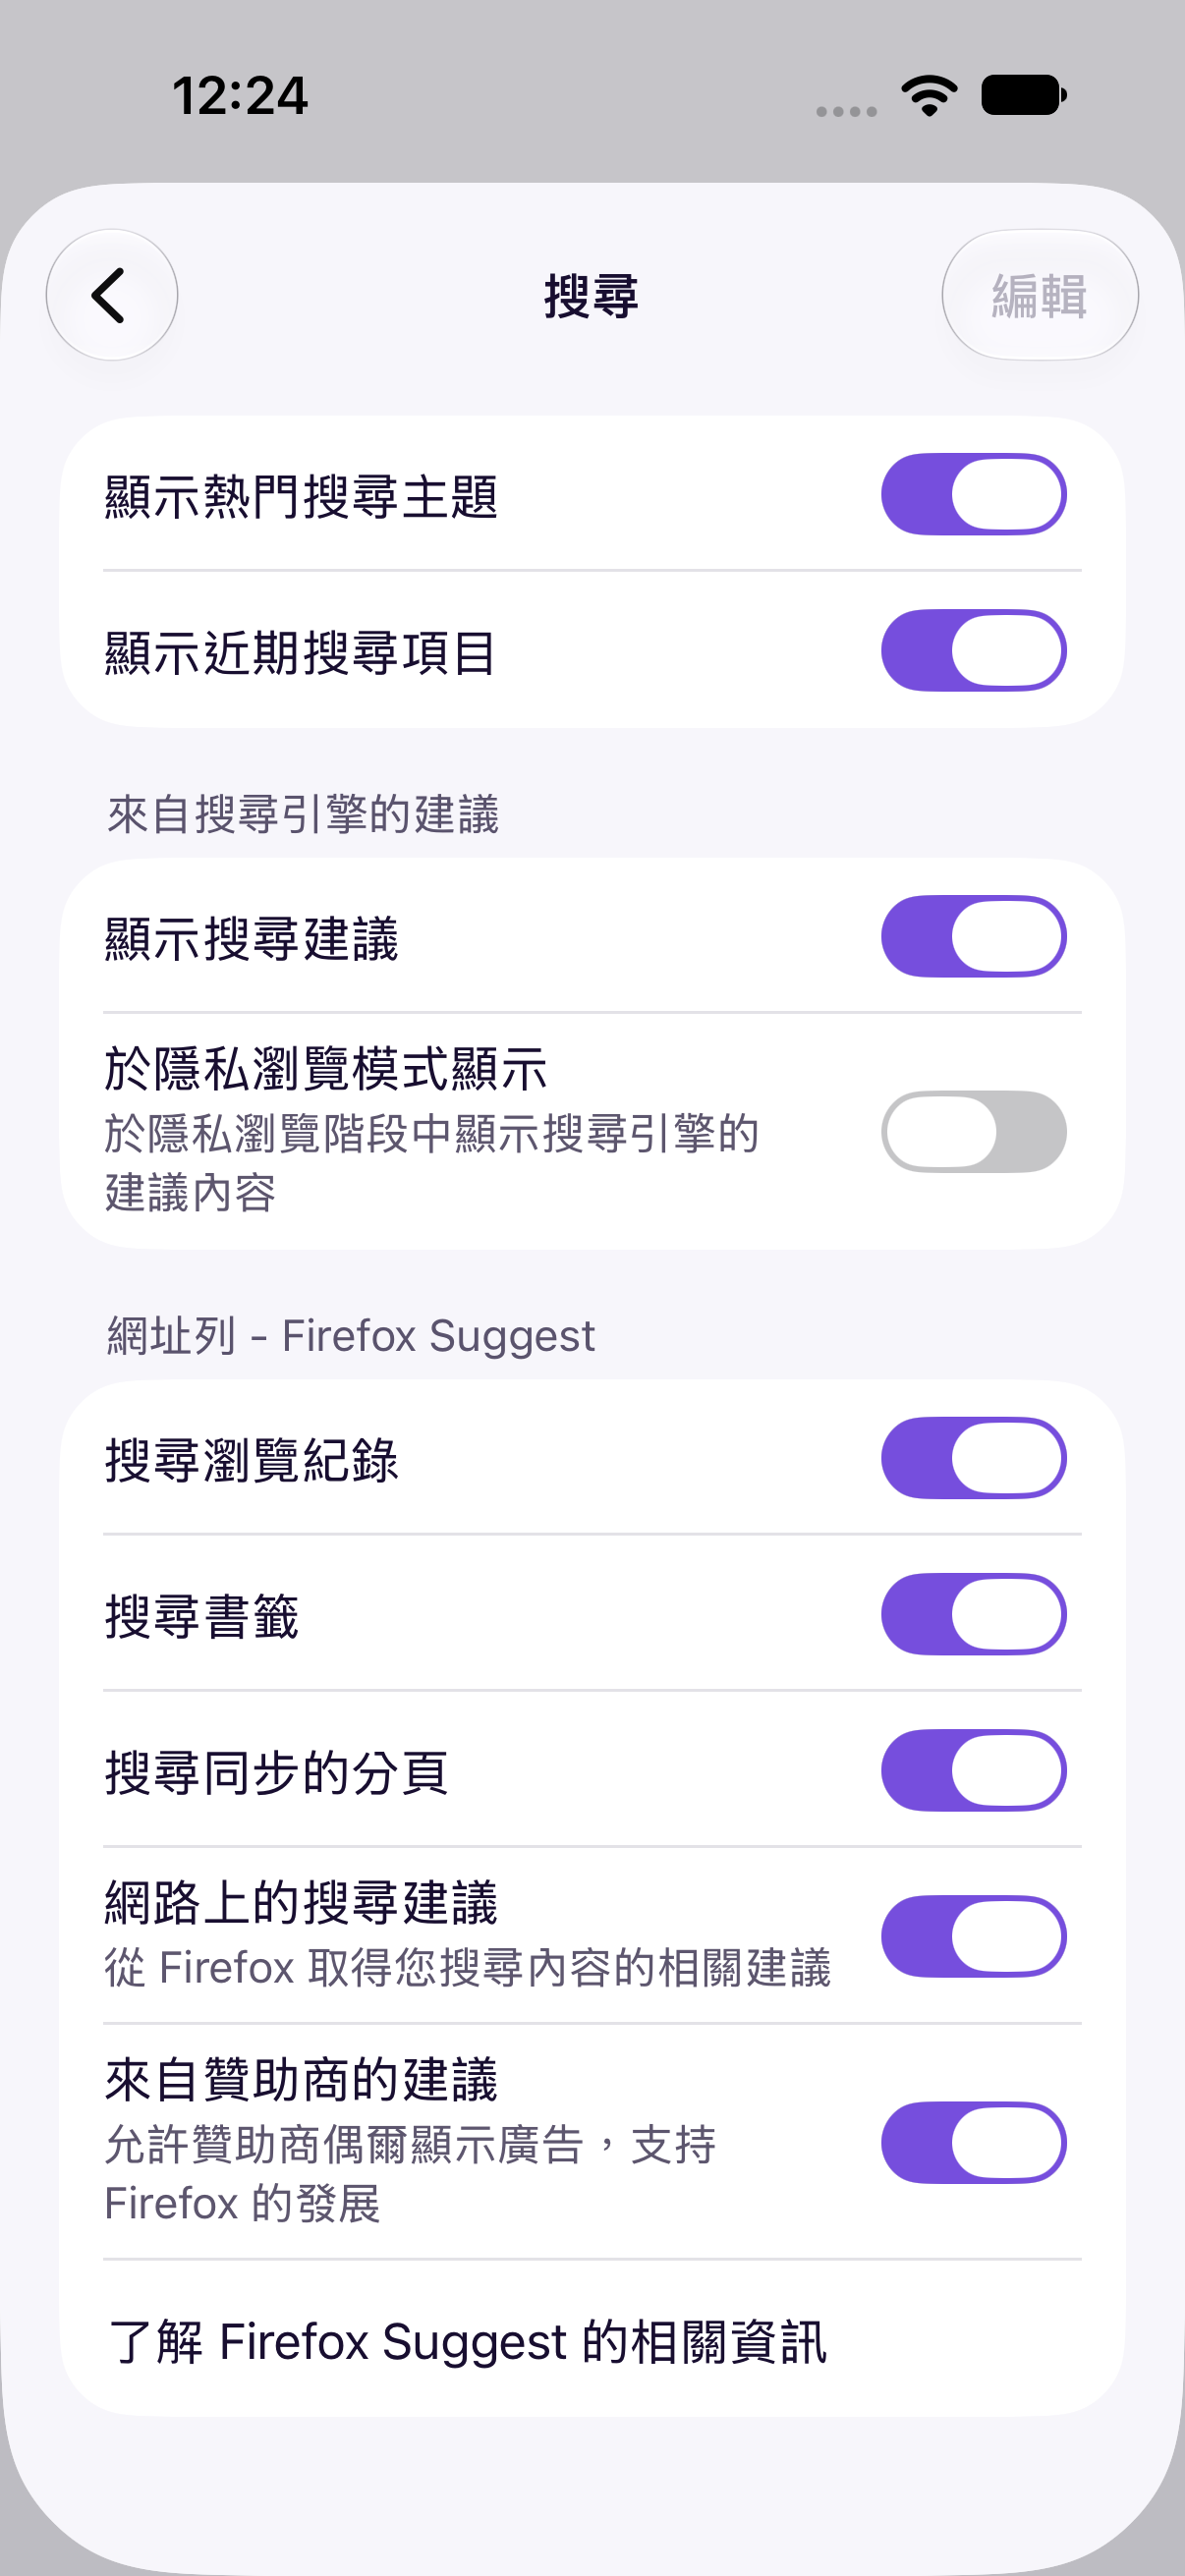 12:24
搜尋
編輯
顯示熱門搜尋主題
顯示近期搜尋項目
來自搜尋引擎的建議
顯示搜尋建議
於隱私瀏覽模式顯示
於隱私瀏覽階段中顯示搜尋引擎的
建議內容
網址列 - Firefox Suggest
搜尋瀏覽紀錄
搜尋書籤
搜尋同步的分頁
網路上的搜尋建議
從 Firefox 取得您搜尋內容的相關建議
來自贊助商的建議
允許贊助商偶爾顯示廣告，支持
Firefox 的發展
了解 Firefox Suggest 的相關資訊